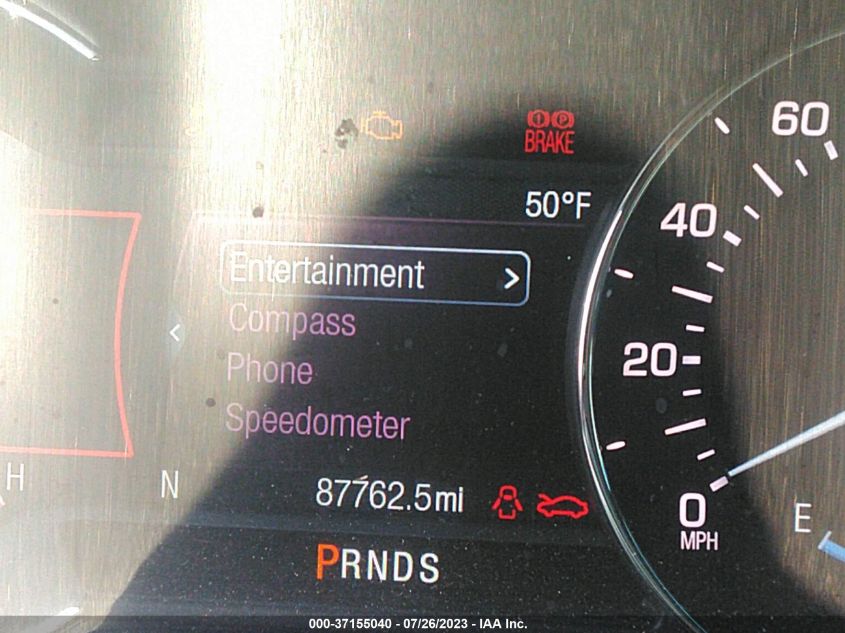 60
BRAKE
50°F
40
Entertainment >
Compass
Phone
20
Speedometer
H
N
87762.5mi
0
MPH
E
PRNDS
000-37155040 - 07/26/2023 - IAA Inc.